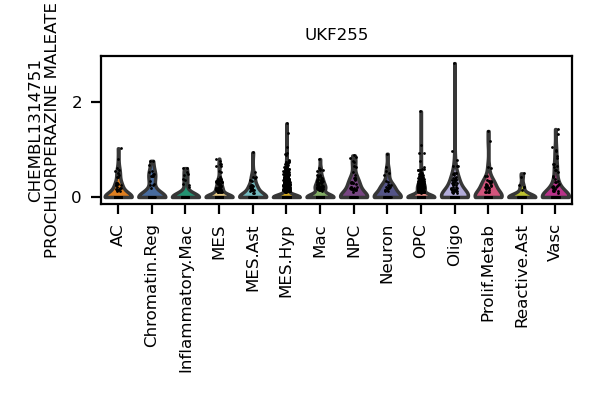 UKF255
CHEMBL1314751
PROCHLORPERAZINE MALEATE
2
0
AC
Chromatin.Reg
Inflammatory.Mac
MES
MES.Ast
MES.Hyp
Mac
NPC
Neuron
OPC
Oligo
Prolif.Metab
Reactive.Ast
Vasc